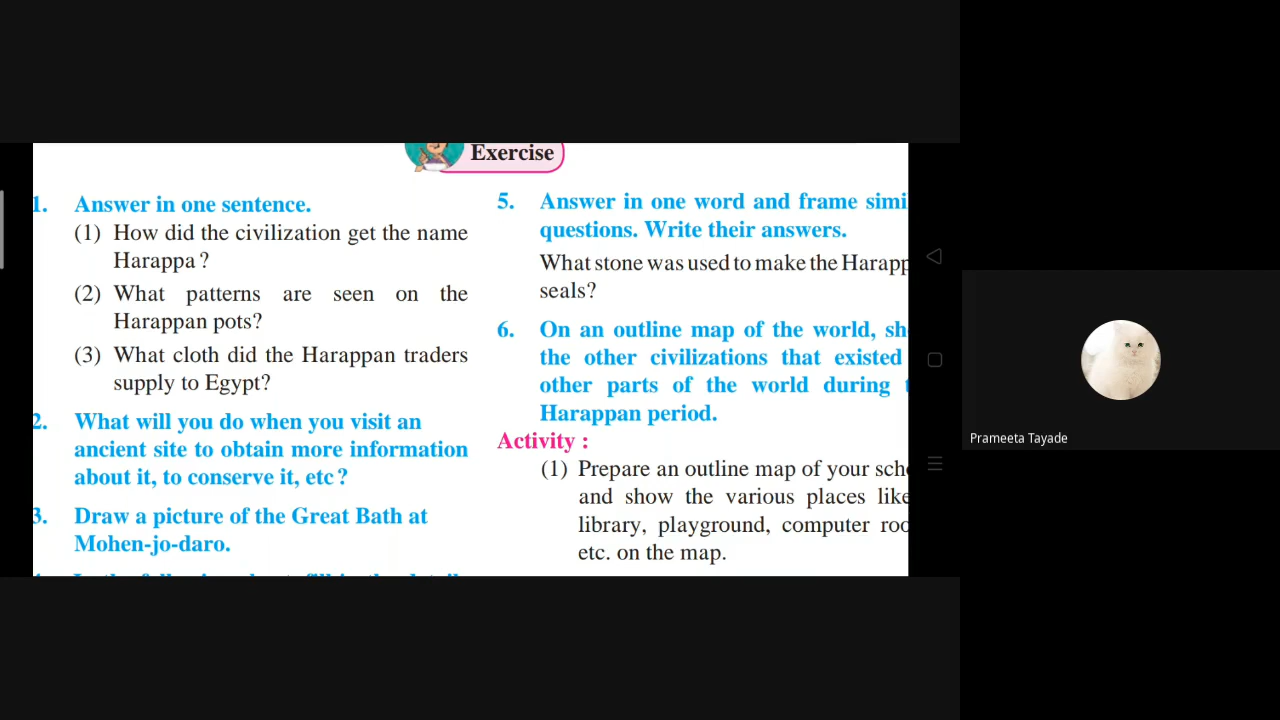 Exercise
1. Answer in one sentence.
(1) How did the civilization get the name
Harappa ?
(2) What patterns are seen on the
Harappan pots?
(3) What cloth did the Harappan traders
supply to Egypt?
2. What will you do when you visit an
ancient site to obtain more information
about it, to conserve it, etc ?
3. Draw a picture of the Great Bath at
Mohen-jo-daro.
5. Answer in one word and frame simi
questions. Write their answers.
What stone was used to make the Harapp
seals?
6. On an outline map of the world, sh
the other civilizations that existed
other parts of the world during
Harappan period.
Activity :
(1) Prepare an outline map of your sch
and show the various places like
library, playground, computer roo
etc. on the map.
Prameeta Tayade